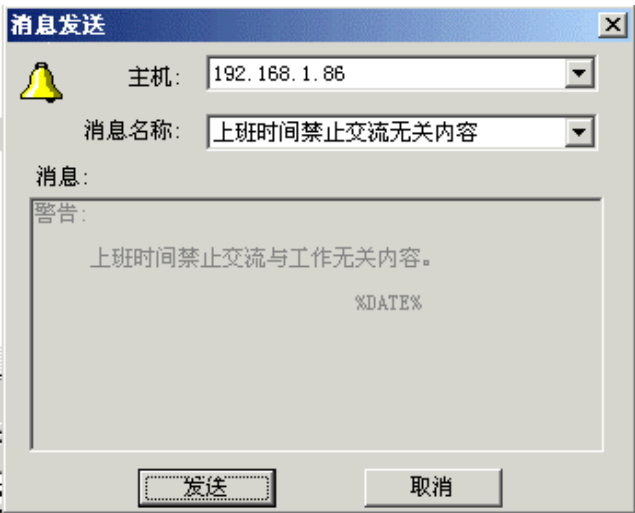 消息发送
主机: 192.168.1.86
消息名称: 上班时间禁止交流无关内容
消息:
警告:
上班时间禁止交流与工作无关内容。
%DATE%
发送 取消